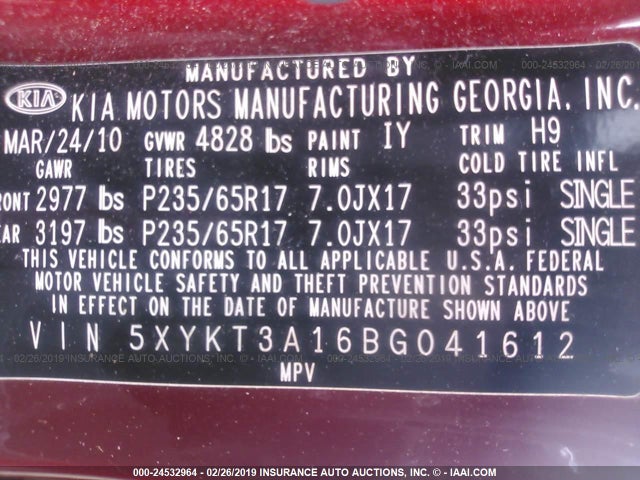 MANUFACTURED BY
KIA KIA MOTORS MANUFACTURING GEORGIA, INC.
MAR/24/10 GVWR 4828 lbs PAINT IY TRIM H9
GAWR TIRES RIMS COLD TIRE INFL
RONT 2977 lbs P235/65R17 7.0JX17 33psi SINGLE
EAR 3197 lbs P235/65R17 7.0JX17 33psi SINGLE
THIS VEHICLE CONFORMS TO ALL APPLICABLE U.S.A. FEDERAL
MOTOR VEHICLE SAFETY AND THEFT PREVENTION STANDARDS
IN EFFECT ON THE DATE OF MANUFACTURE SHOWN ABOVE
VIN 5XYKT3A16BG041612
MPV
000-24532964 - 02/26/2019 INSURANCE AUTO AUCTIONS, INC. - IAAI.COM